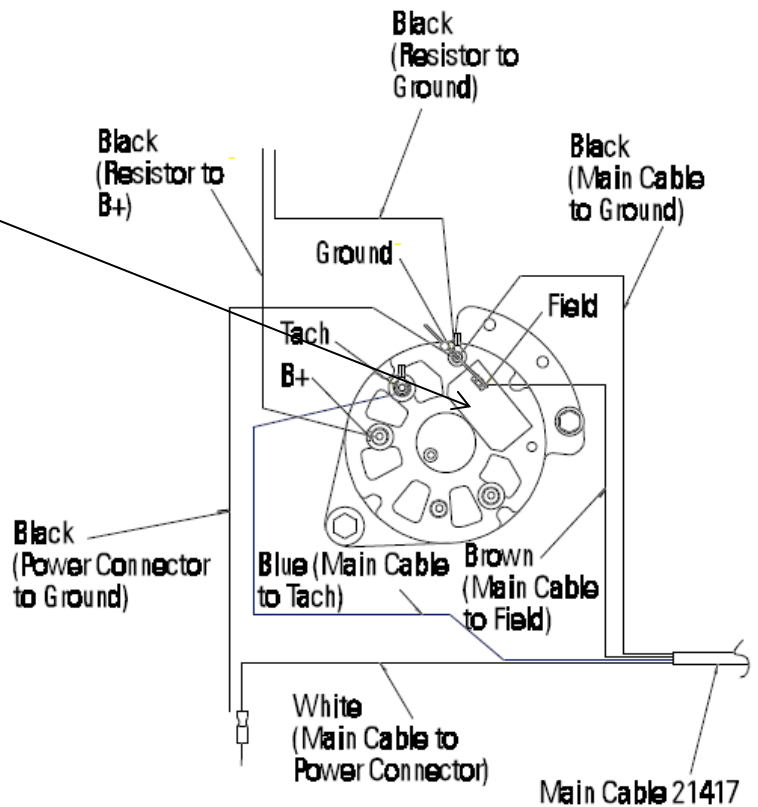 Black
(Resistor to
Ground)
Black
(Resistor to
B+)
Black
(Main Cable
to Ground)
Ground
Field
Tach
B+
Black
(Power Connector
to Ground)
Blue (Main Cable
to Tach)
Brown
(Main Cable
to Field)
White
(Main Cable to
Power Connector)
Main Cable 21417